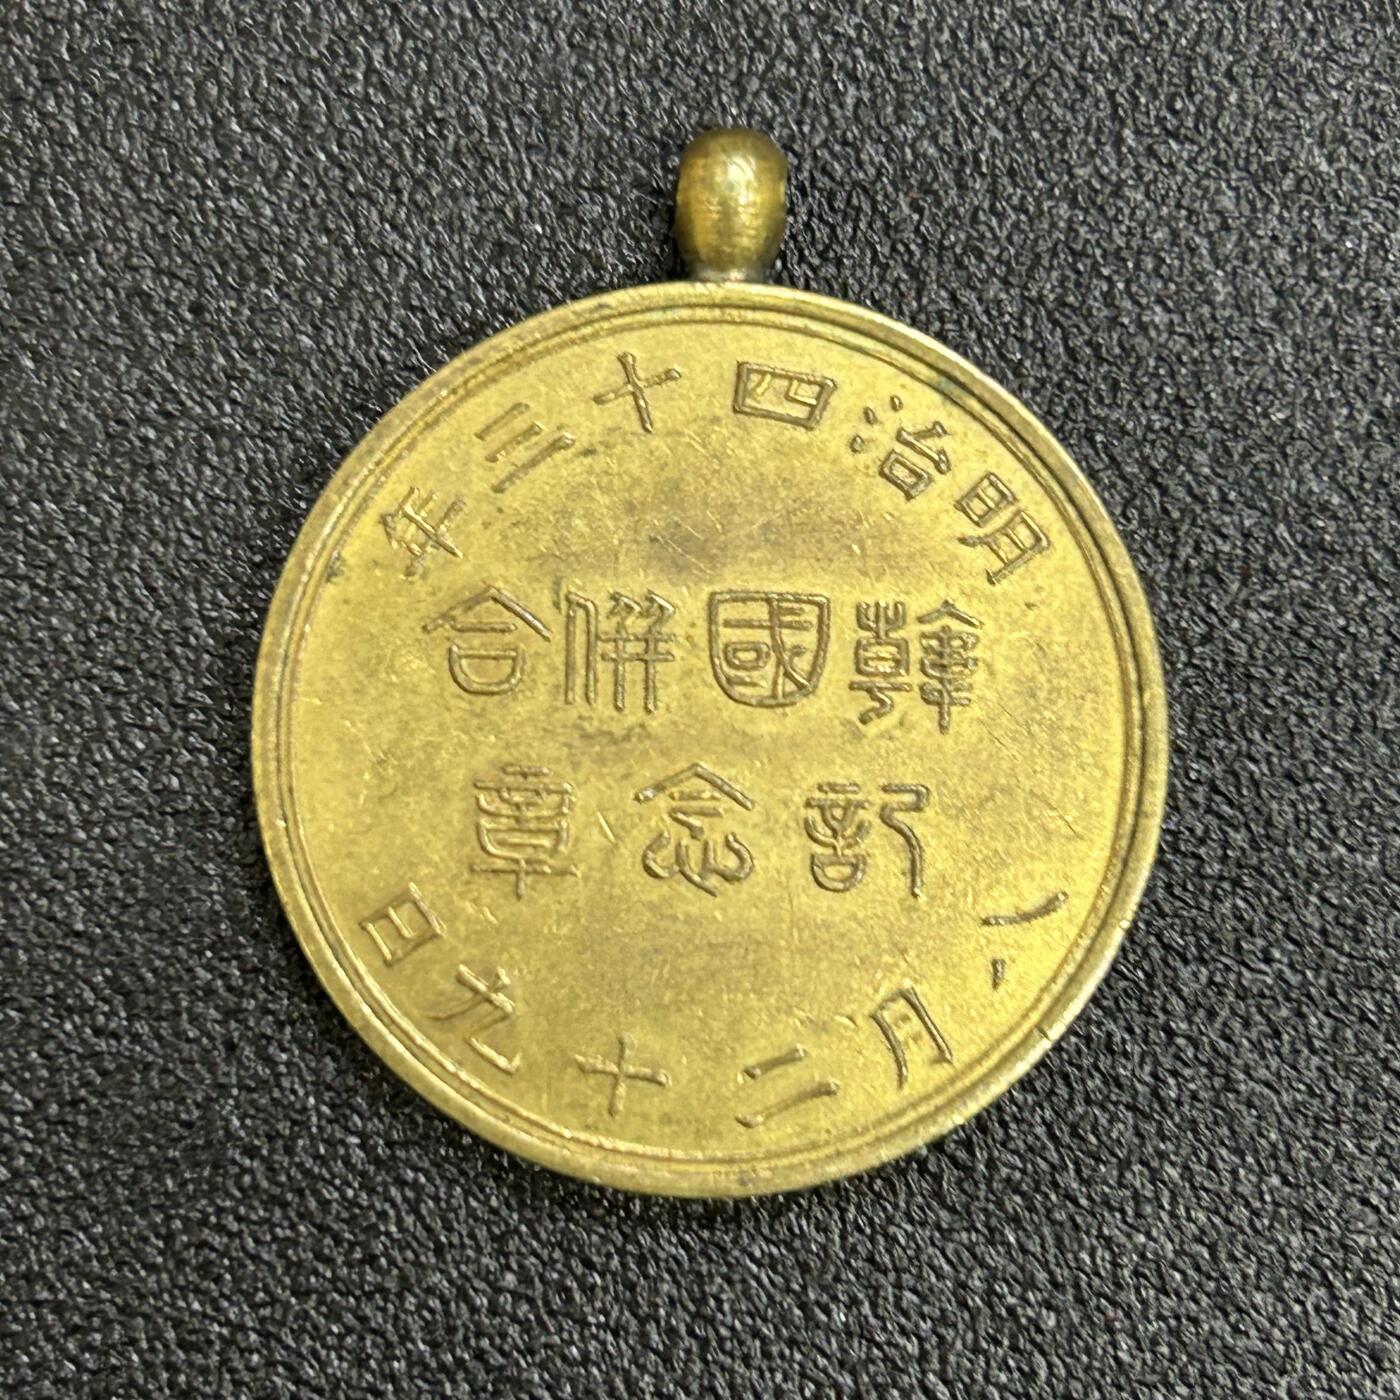 明治四十三年
韓國併合
記念章
八月二十九日